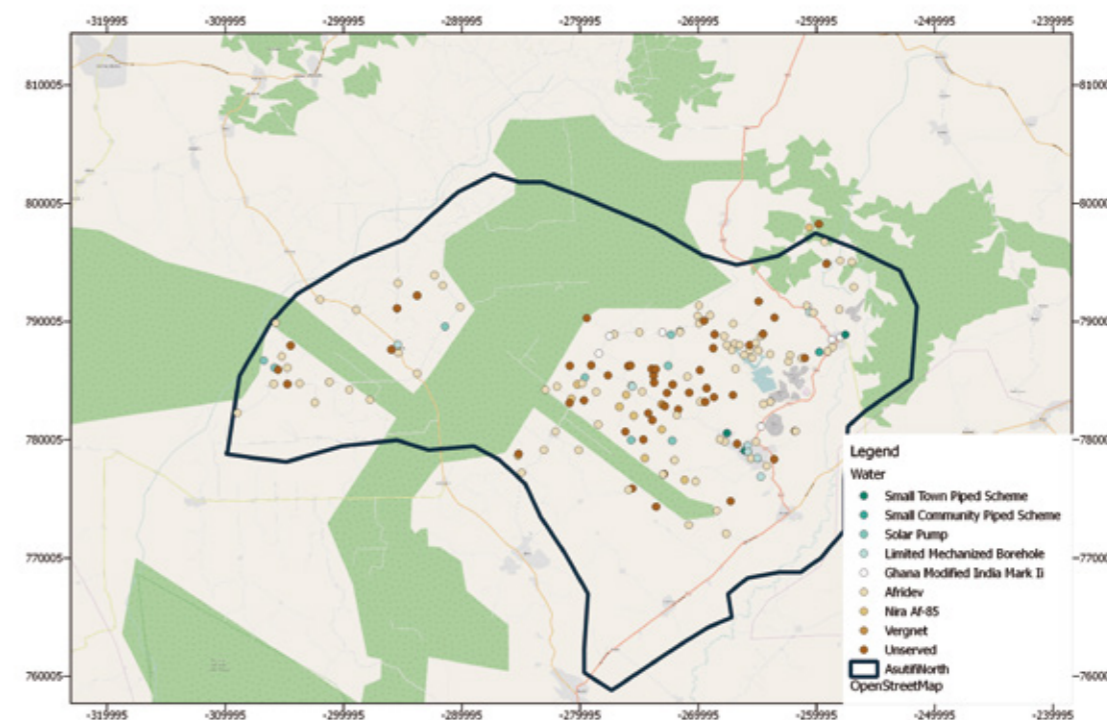 -319995 -309995 -299995 -289995 -279995 -269995 -259995 -249995 -239995
810005 81000
800005 80000
790005 79000
780005 78000
770005 77000
760005 76000
Legend
Water
Small Town Piped Scheme
Small Community Piped Scheme
Solar Pump
Limited Mechanized Borehole
Ghana Modified India Mark Ii
Afridev
Nira Af-85
Vergnet
Unserved
AsutifiNorth
OpenStreetMap
-319995 -309995 -299995 -289995 -279995 -269995 -259995 -249995 -239995